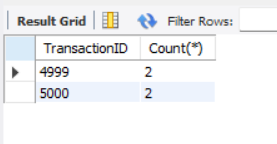 Result Grid Filter Rows:
TransactionID Count(*)
4999 2
5000 2